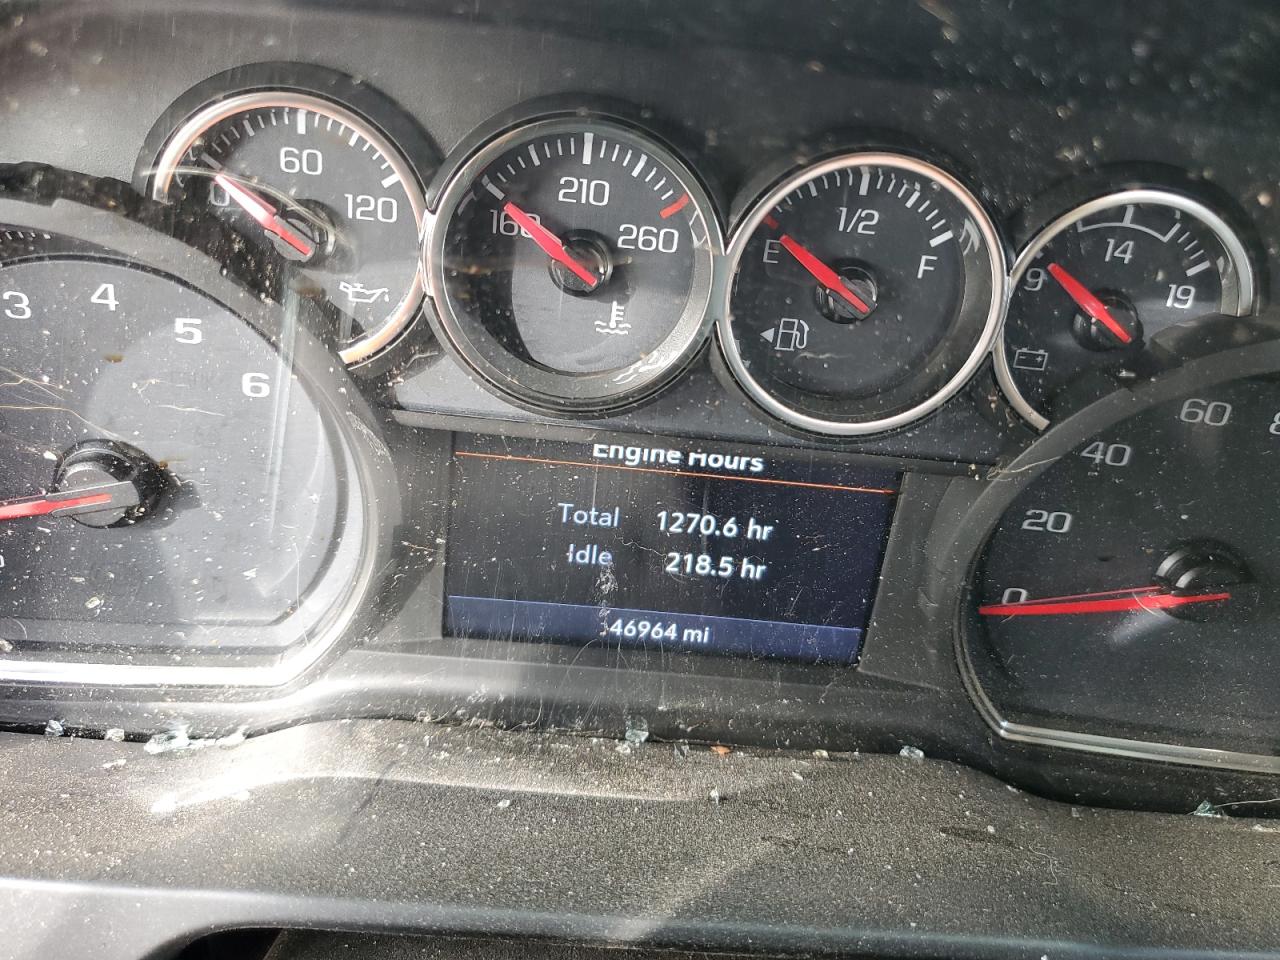 0 60 120
160 210 260
E 1/2 F
9 14 19
3 4 5 6
Engine Hours
Total 1270.6 hr
Idle 218.5 hr
46964 mi
0 20 40 60